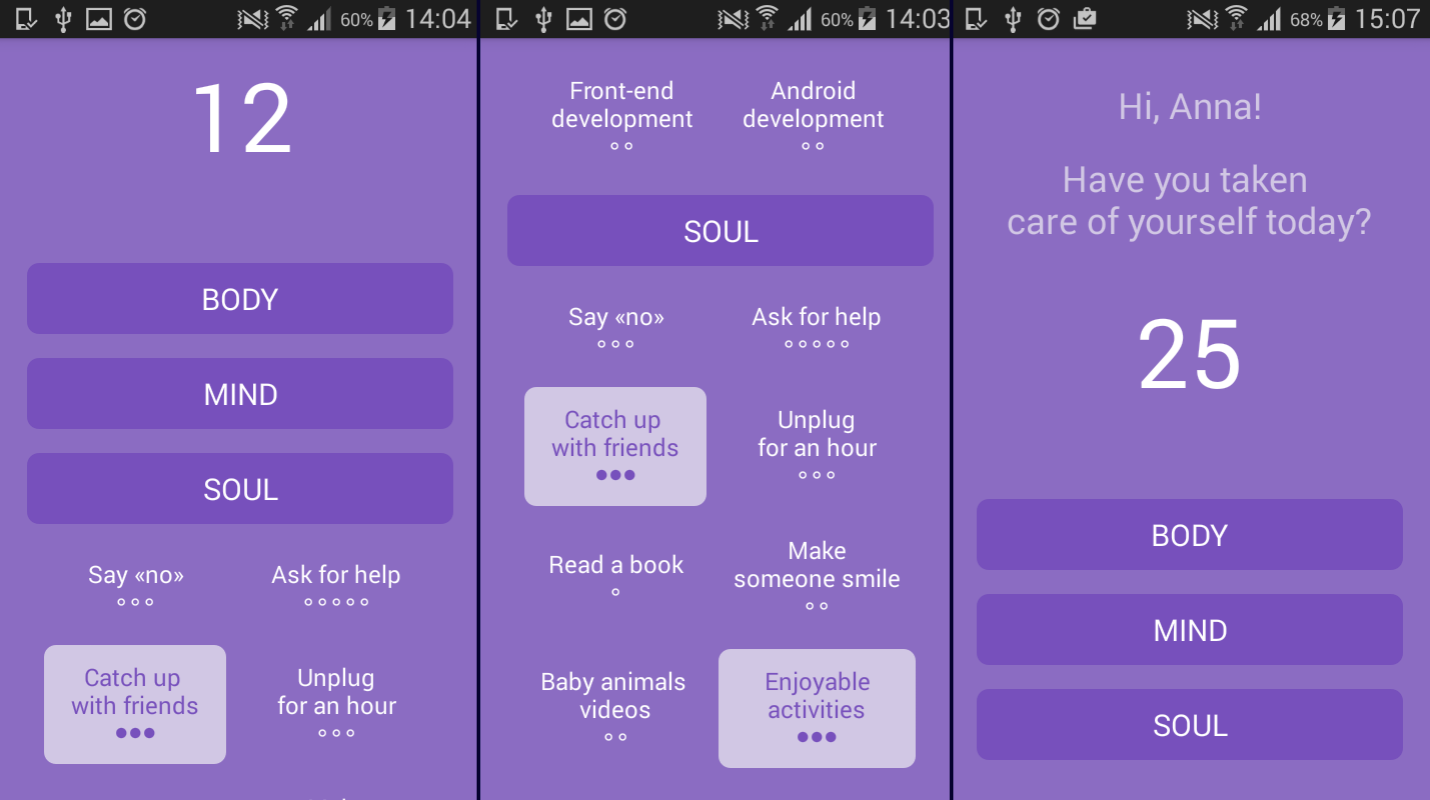 60% 14:04
12
BODY
MIND
SOUL
Say «no»
Ask for help
Catch up
with friends
Unplug
for an hour
60% 14:03
Front-end
development
Android
development
SOUL
Say «no»
Ask for help
Catch up
with friends
Unplug
for an hour
Read a book
Make
someone smile
Baby animals
videos
Enjoyable
activities
68% 15:07
Hi, Anna!
Have you taken
care of yourself today?
25
BODY
MIND
SOUL